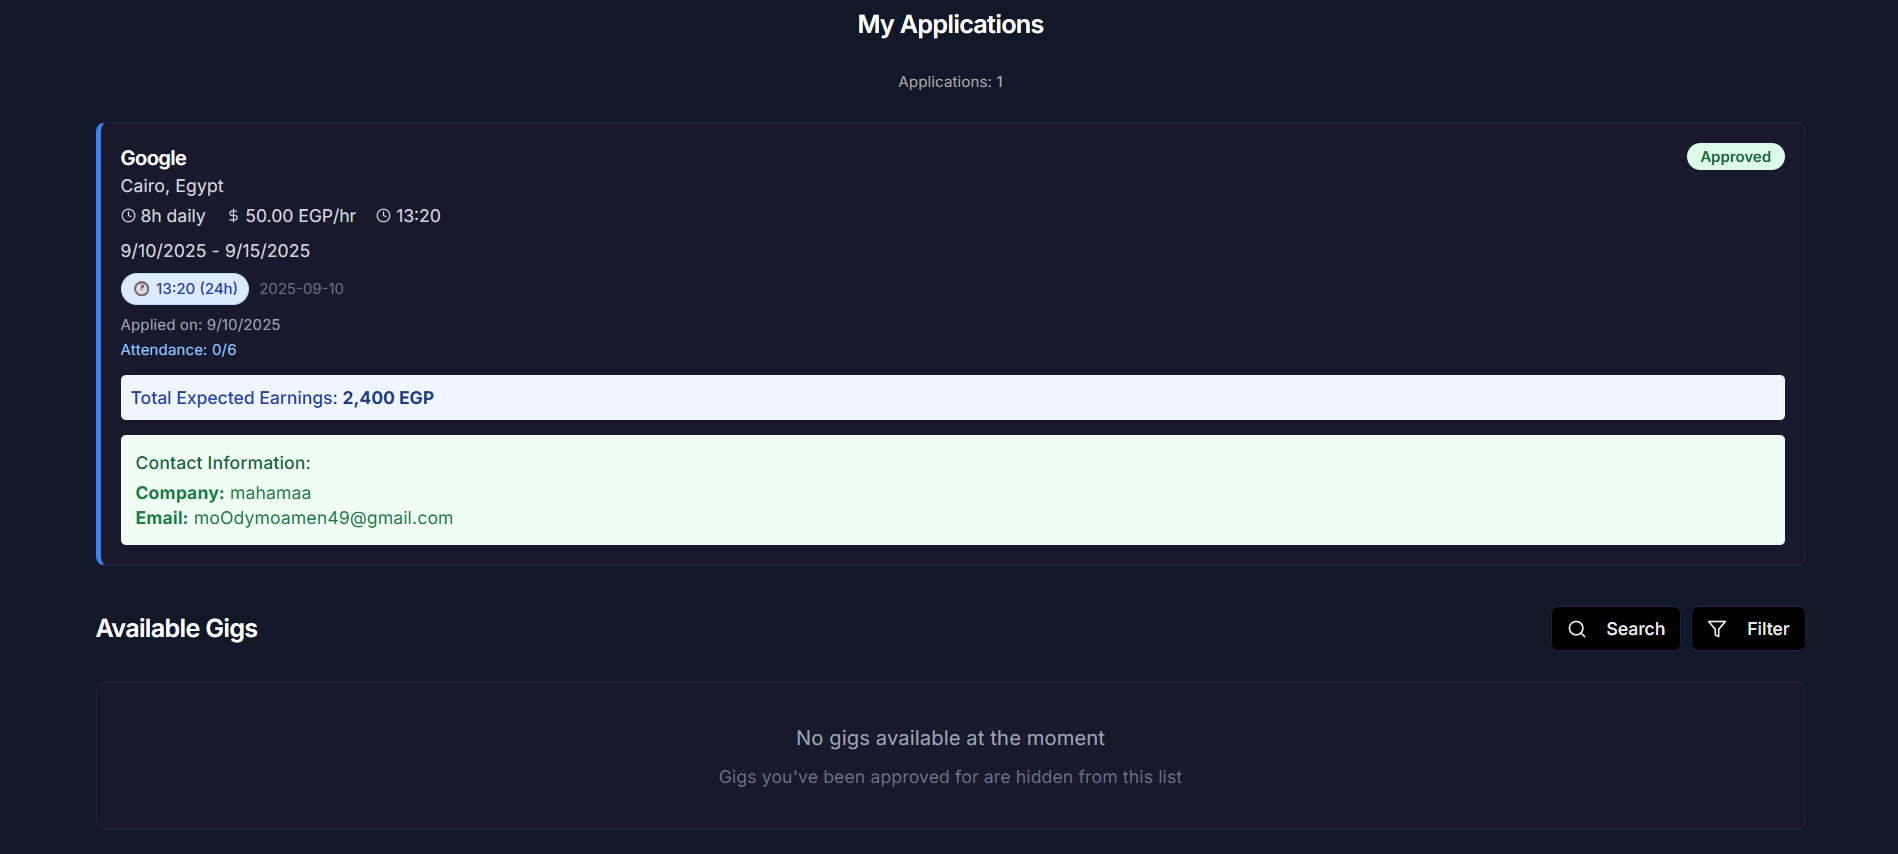 My Applications
Applications: 1
Google
Approved
Cairo, Egypt
8h daily $ 50.00 EGP/hr 13:20
9/10/2025 - 9/15/2025
13:20 (24h) 2025-09-10
Applied on: 9/10/2025
Attendance: 0/6
Total Expected Earnings: 2,400 EGP
Contact Information:
Company: mahamaa
Email: moOdymoamen49@gmail.com
Available Gigs
Search
Filter
No gigs available at the moment
Gigs you've been approved for are hidden from this list